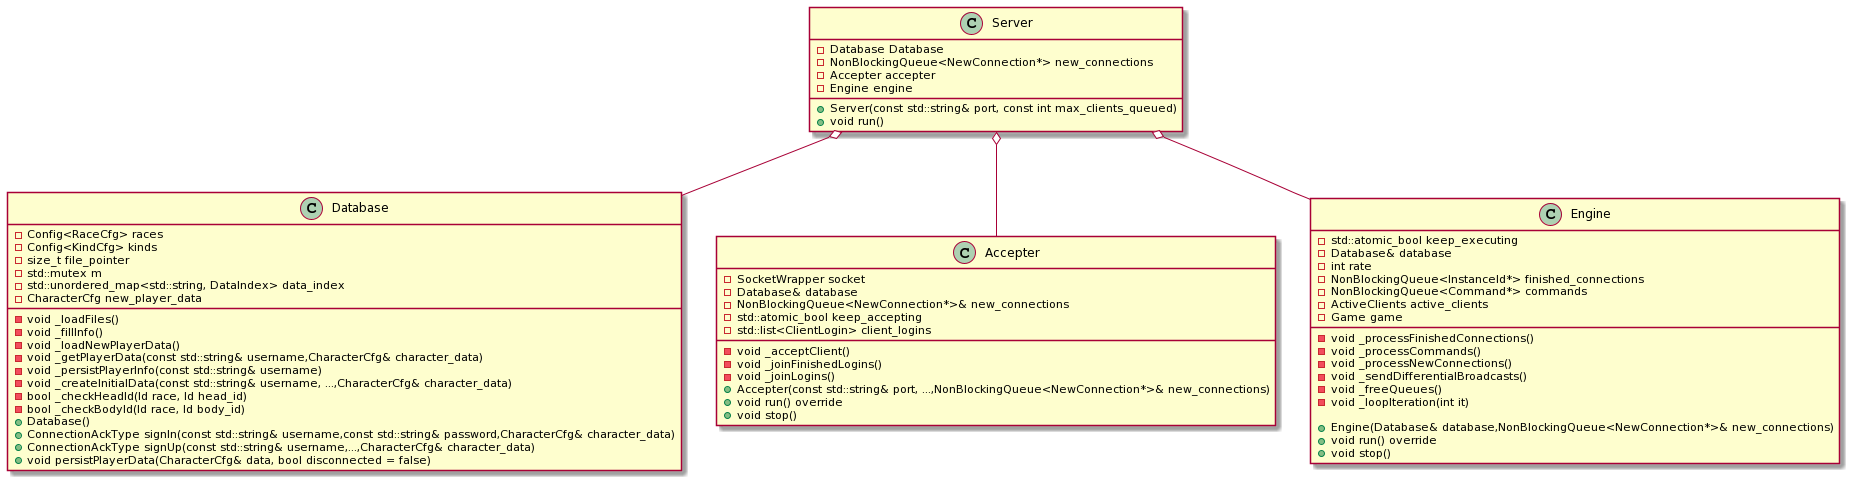 C Server
Database Database
NonBlockingQueue<NewConnection*> new_connections
Accepter accepter
Engine engine
Server(const std::string& port, const int max_clients_queued)
void run()
C Database
Config<RaceCfg> races
Config<KindCfg> kinds
size_t file_pointer
std::mutex m
std::unordered_map<std::string, DataIndex> data_index
CharacterCfg new_player_data
void _loadFiles()
void _fillInfo()
void _loadNewPlayerData()
void _getPlayerData(const std::string& username,CharacterCfg& character_data)
void _persistPlayerInfo(const std::string& username)
void _createInitialData(const std::string& username, ...,CharacterCfg& character_data)
bool _checkHeadId(Id race, Id head_id)
bool _checkBodyId(Id race, Id body_id)
Database()
ConnectionAckType signIn(const std::string& username,const std::string& password,CharacterCfg& character_data)
ConnectionAckType signUp(const std::string& username,...,CharacterCfg& character_data)
void persistPlayerData(CharacterCfg& data, bool disconnected = false)
C Accepter
SocketWrapper socket
Database& database
NonBlockingQueue<NewConnection*>& new_connections
std::atomic_bool keep_accepting
std::list<ClientLogin> client_logins
void _acceptClient()
void _joinFinishedLogins()
void _joinLogins()
Accepter(const std::string& port, ...,NonBlockingQueue<NewConnection*>& new_connections)
void run() override
void stop()
C Engine
std::atomic_bool keep_executing
Database& database
int rate
NonBlockingQueue<InstanceId*> finished_connections
NonBlockingQueue<Command*> commands
ActiveClients active_clients
Game game
void _processFinishedConnections()
void _processCommands()
void _processNewConnections()
void _sendDifferentialBroadcasts()
void _freeQueues()
void _loopIteration(int it)
Engine(Database& database,NonBlockingQueue<NewConnection*>& new_connections)
void run() override
void stop()